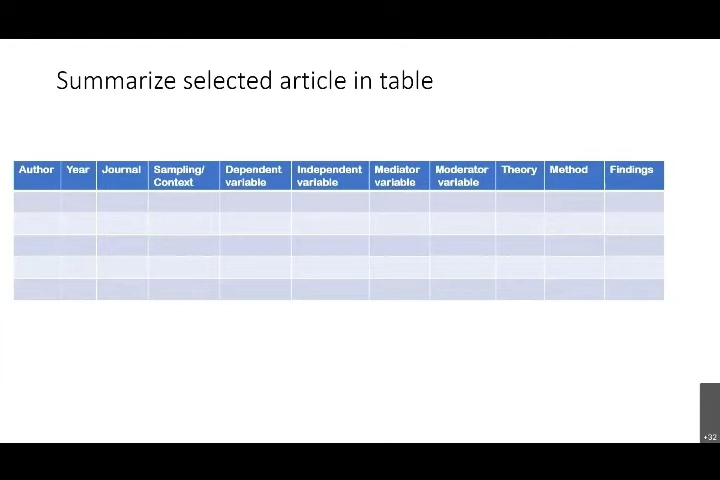 Summarize selected article in table
Author Year Journal Sampling/ Dependent Independent Mediator Moderator Theory Method Findings
Context variable variable variable variable
+32